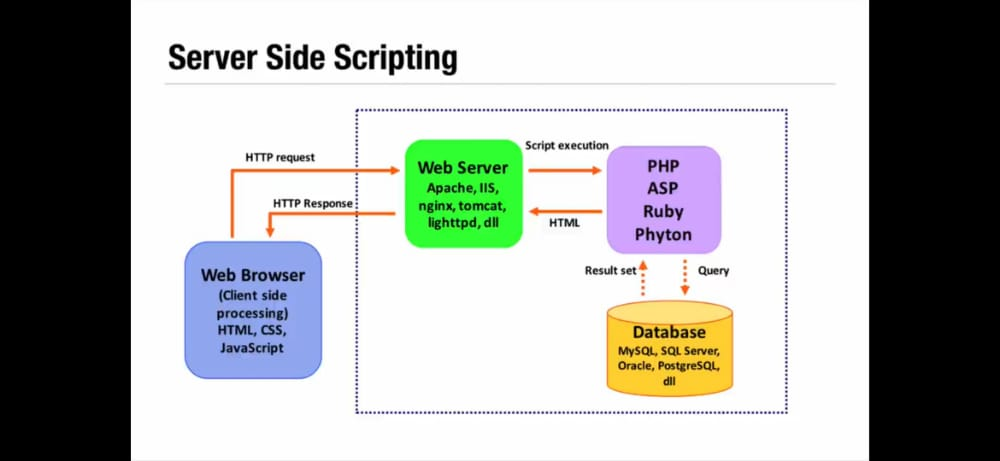 Server Side Scripting
HTTP request
HTTP Response
Web Browser
(Client side
processing)
HTML, CSS,
JavaScript
Web Server
Apache, IIS,
nginx, tomcat,
lighttpd, dll
Script execution
HTML
PHP
ASP
Ruby
Phyton
Result set
Query
Database
MySQL, SQL Server,
Oracle, PostgreSQL,
dll